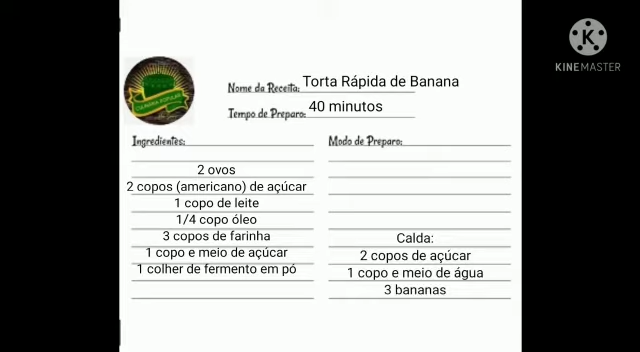 KINEMASTER
CULINÁRIA POPULAR
Nome da Receita: Torta Rápida de Banana
Tempo de Preparo: 40 minutos
Ingredientes:
2 ovos
2 copos (americano) de açúcar
1 copo de leite
1/4 copo óleo
3 copos de farinha
1 copo e meio de açúcar
1 colher de fermento em pó
Modo de Preparo:
Calda:
2 copos de açúcar
1 copo e meio de água
3 bananas